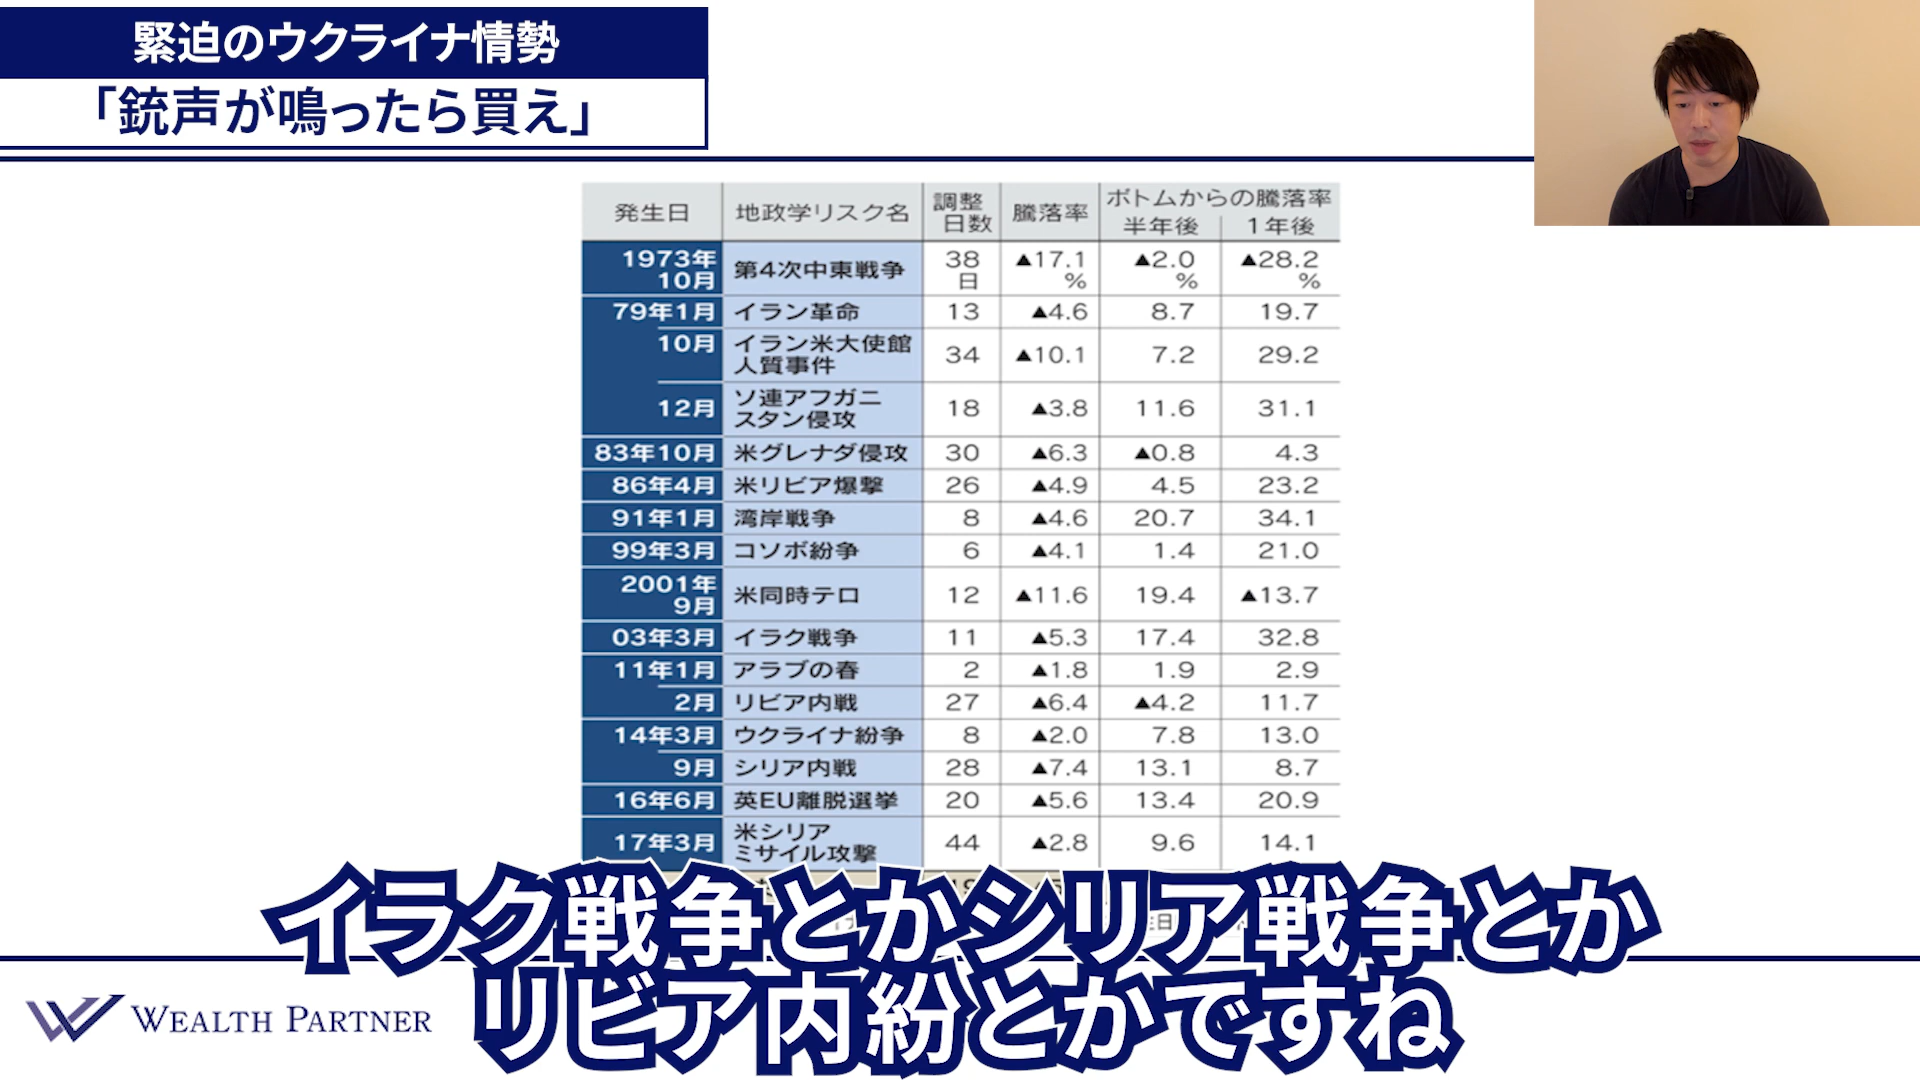 緊迫のウクライナ情勢
「銃声が鳴ったら買え」
発生日 地政学リスク名 調整日数 騰落率 ボトムからの騰落率 半年後 1年後
1973年10月 第4次中東戦争 38日 ▲17.1% ▲2.0% ▲28.2%
79年1月 イラン革命 13 ▲4.6 8.7 19.7
10月 イラン米大使館人質事件 34 ▲10.1 7.2 29.2
12月 ソ連アフガニスタン侵攻 18 ▲3.8 11.6 31.1
83年10月 米グレナダ侵攻 30 ▲6.3 ▲0.8 4.3
86年4月 米リビア爆撃 26 ▲4.9 4.5 23.2
91年1月 湾岸戦争 8 ▲4.6 20.7 34.1
99年3月 コソボ紛争 6 ▲4.1 1.4 21.0
2001年9月 米同時テロ 12 ▲11.6 19.4 ▲13.7
03年3月 イラク戦争 11 ▲5.3 17.4 32.8
11年1月 アラブの春 2 ▲1.8 1.9 2.9
2月 リビア内戦 27 ▲6.4 ▲4.2 11.7
14年3月 ウクライナ紛争 8 ▲2.0 7.8 13.0
9月 シリア内戦 28 ▲7.4 13.1 8.7
16年6月 英EU離脱選挙 20 ▲5.6 13.4 20.9
17年3月 米シリアミサイル攻撃 44 ▲2.8 9.6 14.1
イラク戦争とかシリア戦争とか
リビア内紛とかですね
WEALTH PARTNER